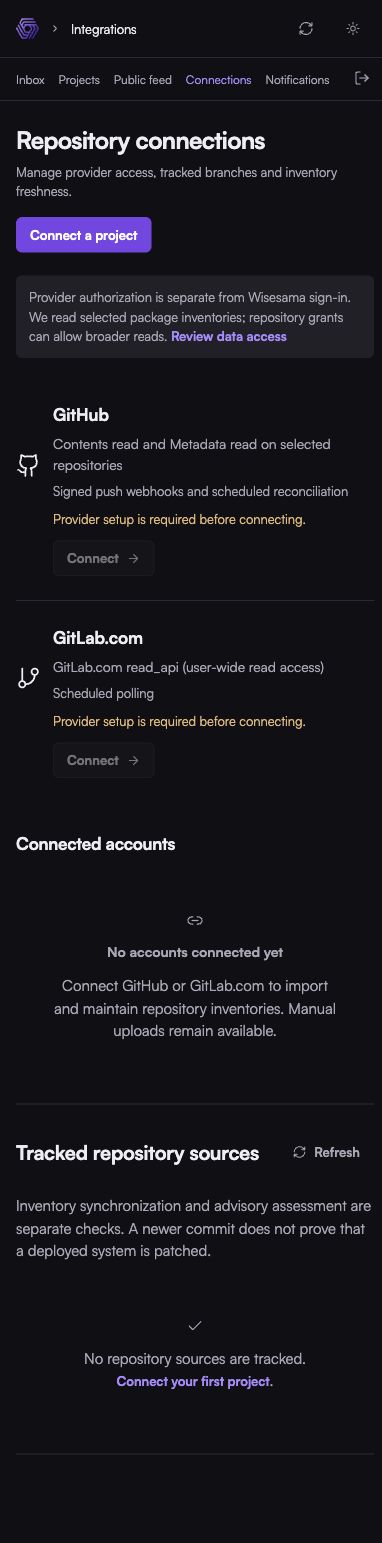 Integrations
Inbox Projects Public feed Connections Notifications
Repository connections
Manage provider access, tracked branches and inventory
freshness.
Connect a project
Provider authorization is separate from Wisesama sign-in.
We read selected package inventories; repository grants
can allow broader reads. Review data access
GitHub
Contents read and Metadata read on selected
repositories
Signed push webhooks and scheduled reconciliation
Provider setup is required before connecting.
Connect
GitLab.com
GitLab.com read_api (user-wide read access)
Scheduled polling
Provider setup is required before connecting.
Connect
Connected accounts
No accounts connected yet
Connect GitHub or GitLab.com to import
and maintain repository inventories. Manual
uploads remain available.
Tracked repository sources
Refresh
Inventory synchronization and advisory assessment are
separate checks. A newer commit does not prove that
a deployed system is patched.
No repository sources are tracked.
Connect your first project.